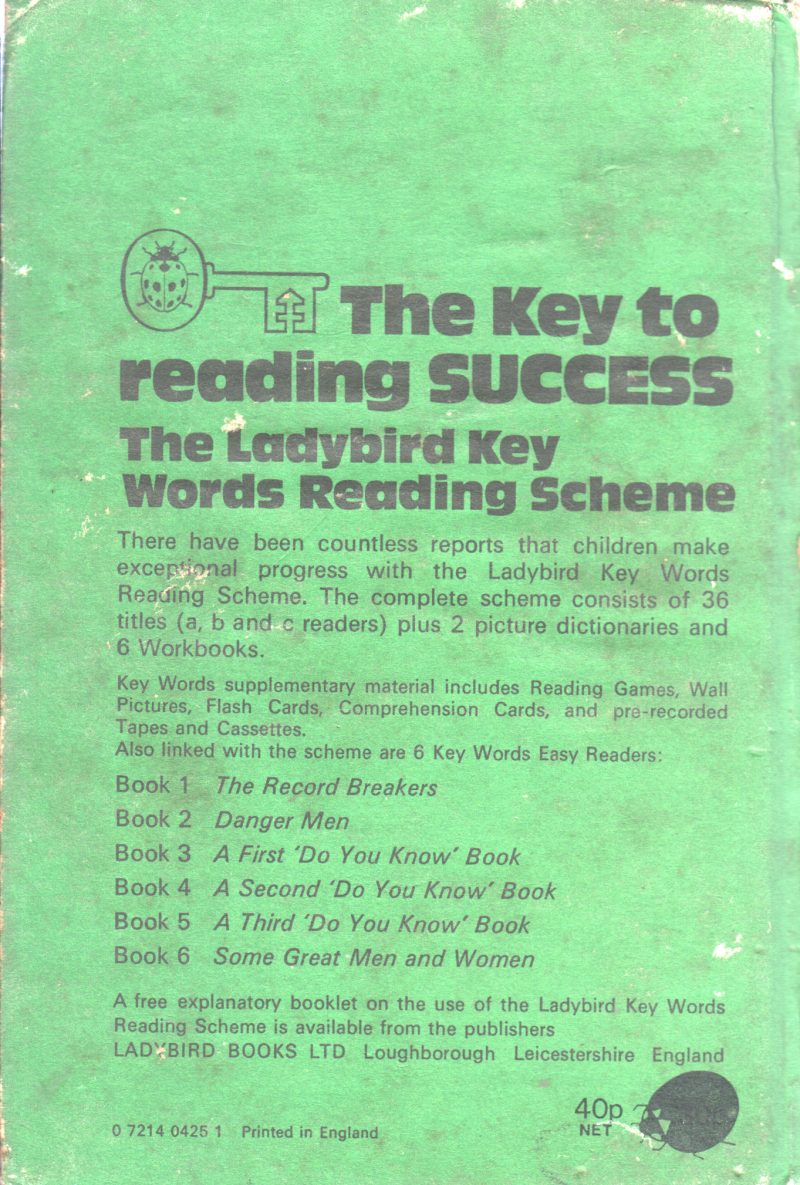 The Key to
reading SUCCESS
The Ladybird Key
Words Reading Scheme
There have been countless reports that children make
exceptional progress with the Ladybird Key Words
Reading Scheme. The complete scheme consists of 36
titles (a, b and c readers) plus 2 picture dictionaries and
6 Workbooks.
Key Words supplementary material includes Reading Games, Wall
Pictures, Flash Cards, Comprehension Cards, and pre-recorded
Tapes and Cassettes.
Also linked with the scheme are 6 Key Words Easy Readers:
Book 1 The Record Breakers
Book 2 Danger Men
Book 3 A First 'Do You Know' Book
Book 4 A Second 'Do You Know' Book
Book 5 A Third 'Do You Know' Book
Book 6 Some Great Men and Women
A free explanatory booklet on the use of the Ladybird Key Words
Reading Scheme is available from the publishers
LADYBIRD BOOKS LTD Loughborough Leicestershire England
40p
NET
0 7214 0425 1 Printed in England